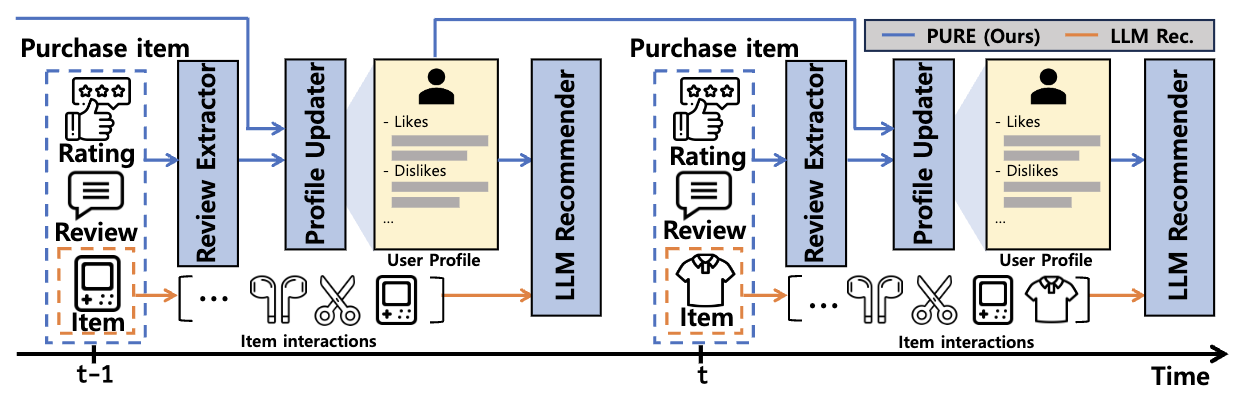 PURE (Ours)
LLM Rec.
Purchase item
Rating
Review
Item
Review Extractor
Profile Updater
- Likes
- Dislikes
...
User Profile
LLM Recommender
...
Item interactions
t-1
Purchase item
Rating
Review
Item
Review Extractor
Profile Updater
- Likes
- Dislikes
...
User Profile
LLM Recommender
...
Item interactions
t
Time